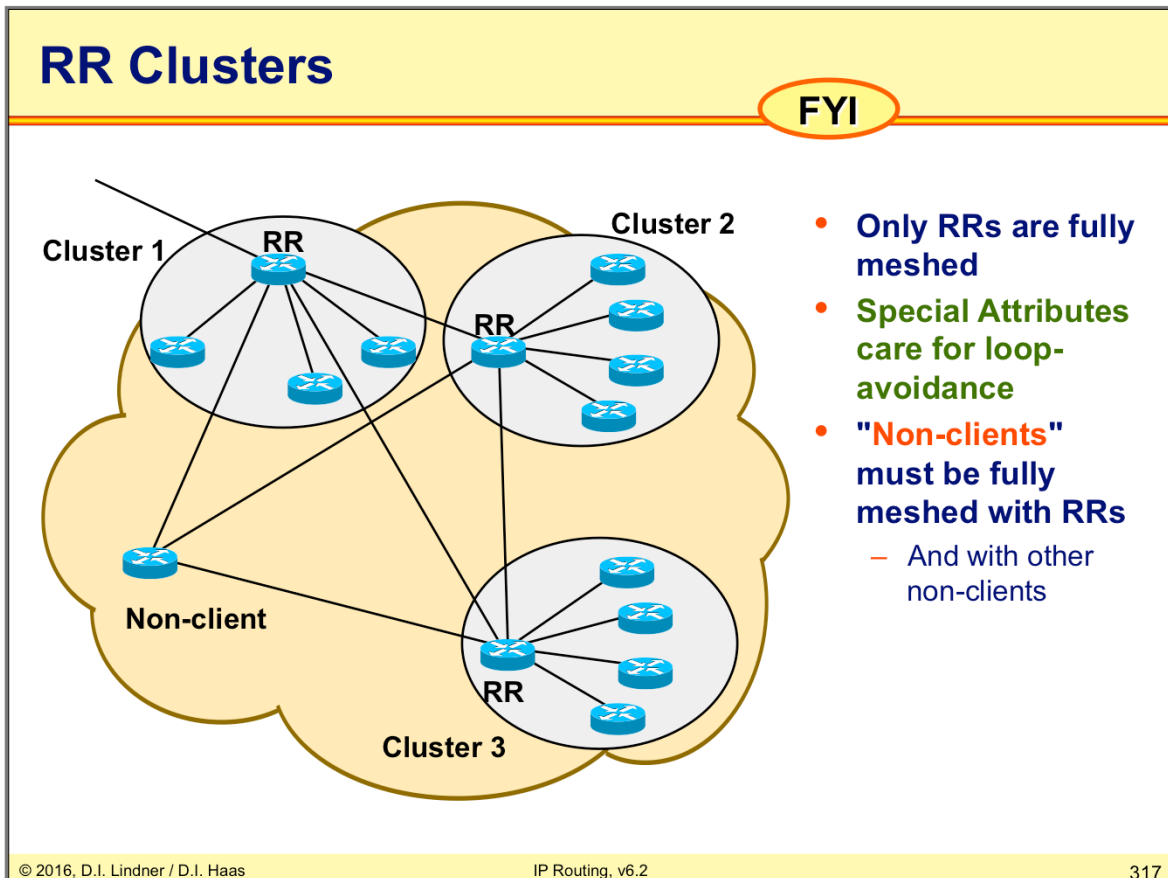 RR Clusters
FYI
Cluster 1
RR
Cluster 2
RR
Non-client
RR
Cluster 3
• Only RRs are fully
meshed
• Special Attributes
care for loop-
avoidance
• "Non-clients"
must be fully
meshed with RRs
– And with other
non-clients
© 2016, D.I. Lindner / D.I. Haas
IP Routing, v6.2
317